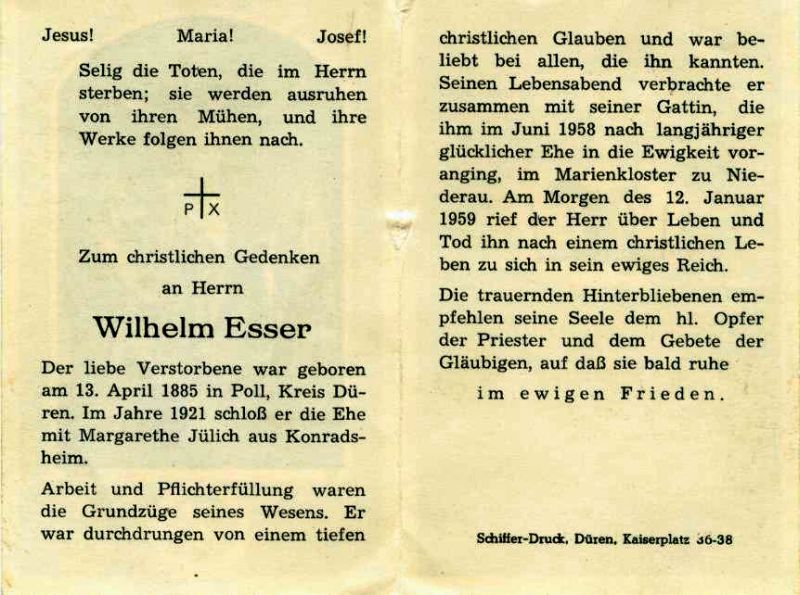 Jesus! Maria! Josef!
Selig die Toten, die im Herrn
sterben; sie werden ausruhen
von ihren Mühen, und ihre
Werke folgen ihnen nach.
P X
Zum christlichen Gedenken
an Herrn
Wilhelm Esser
Der liebe Verstorbene war geboren
am 13. April 1885 in Poll, Kreis Dü-
ren. Im Jahre 1921 schloß er die Ehe
mit Margarethe Jülich aus Konrads-
heim.
Arbeit und Pflichterfüllung waren
die Grundzüge seines Wesens. Er
war durchdrungen von einem tiefen
christlichen Glauben und war be-
liebt bei allen, die ihn kannten.
Seinen Lebensabend verbrachte er
zusammen mit seiner Gattin, die
ihm im Juni 1958 nach langjähriger
glücklicher Ehe in die Ewigkeit vor-
anging, im Marienkloster zu Nie-
derau. Am Morgen des 12. Januar
1959 rief der Herr über Leben und
Tod ihn nach einem christlichen Le-
ben zu sich in sein ewiges Reich.
Die trauernden Hinterbliebenen em-
pfehlen seine Seele dem hl. Opfer
der Priester und dem Gebete der
Gläubigen, auf daß sie bald ruhe
im ewigen Frieden.
Schiffer-Druck, Düren, Kaiserplatz 36-38